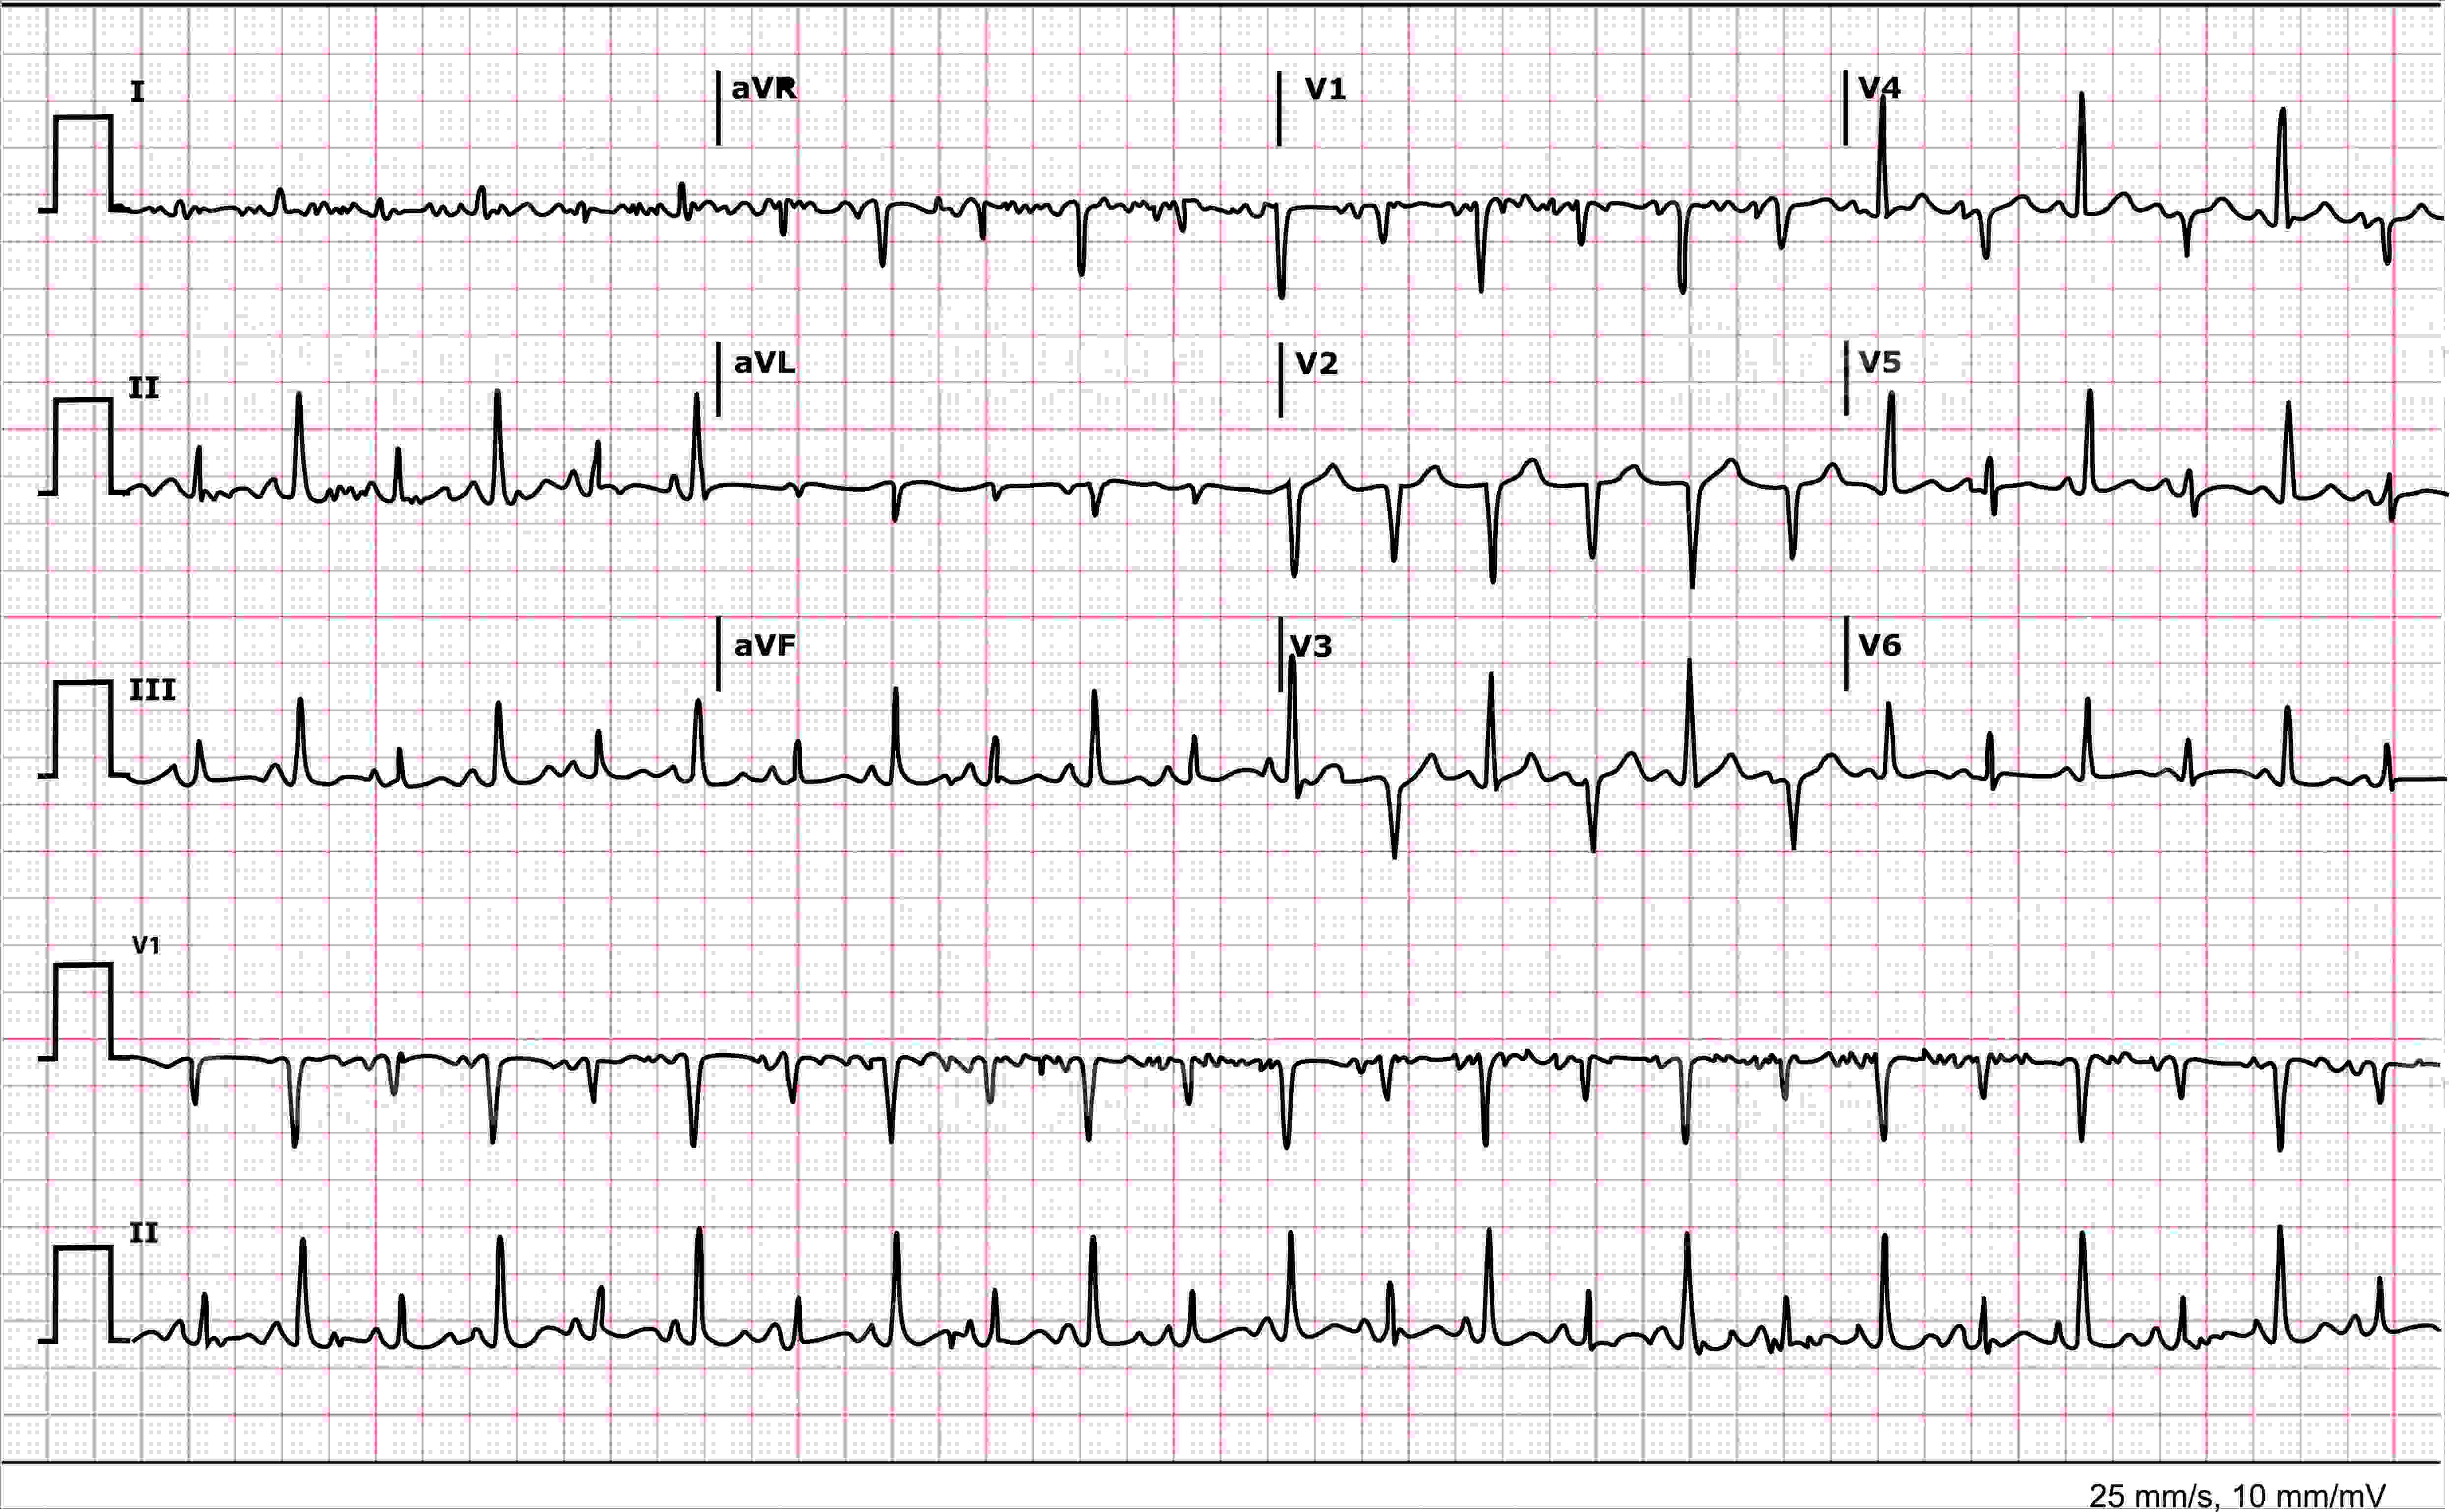 I aVR V1 V4
II aVL V2 V5
III aVF V3 V6
V1
II
25 mm/s, 10 mm/mV